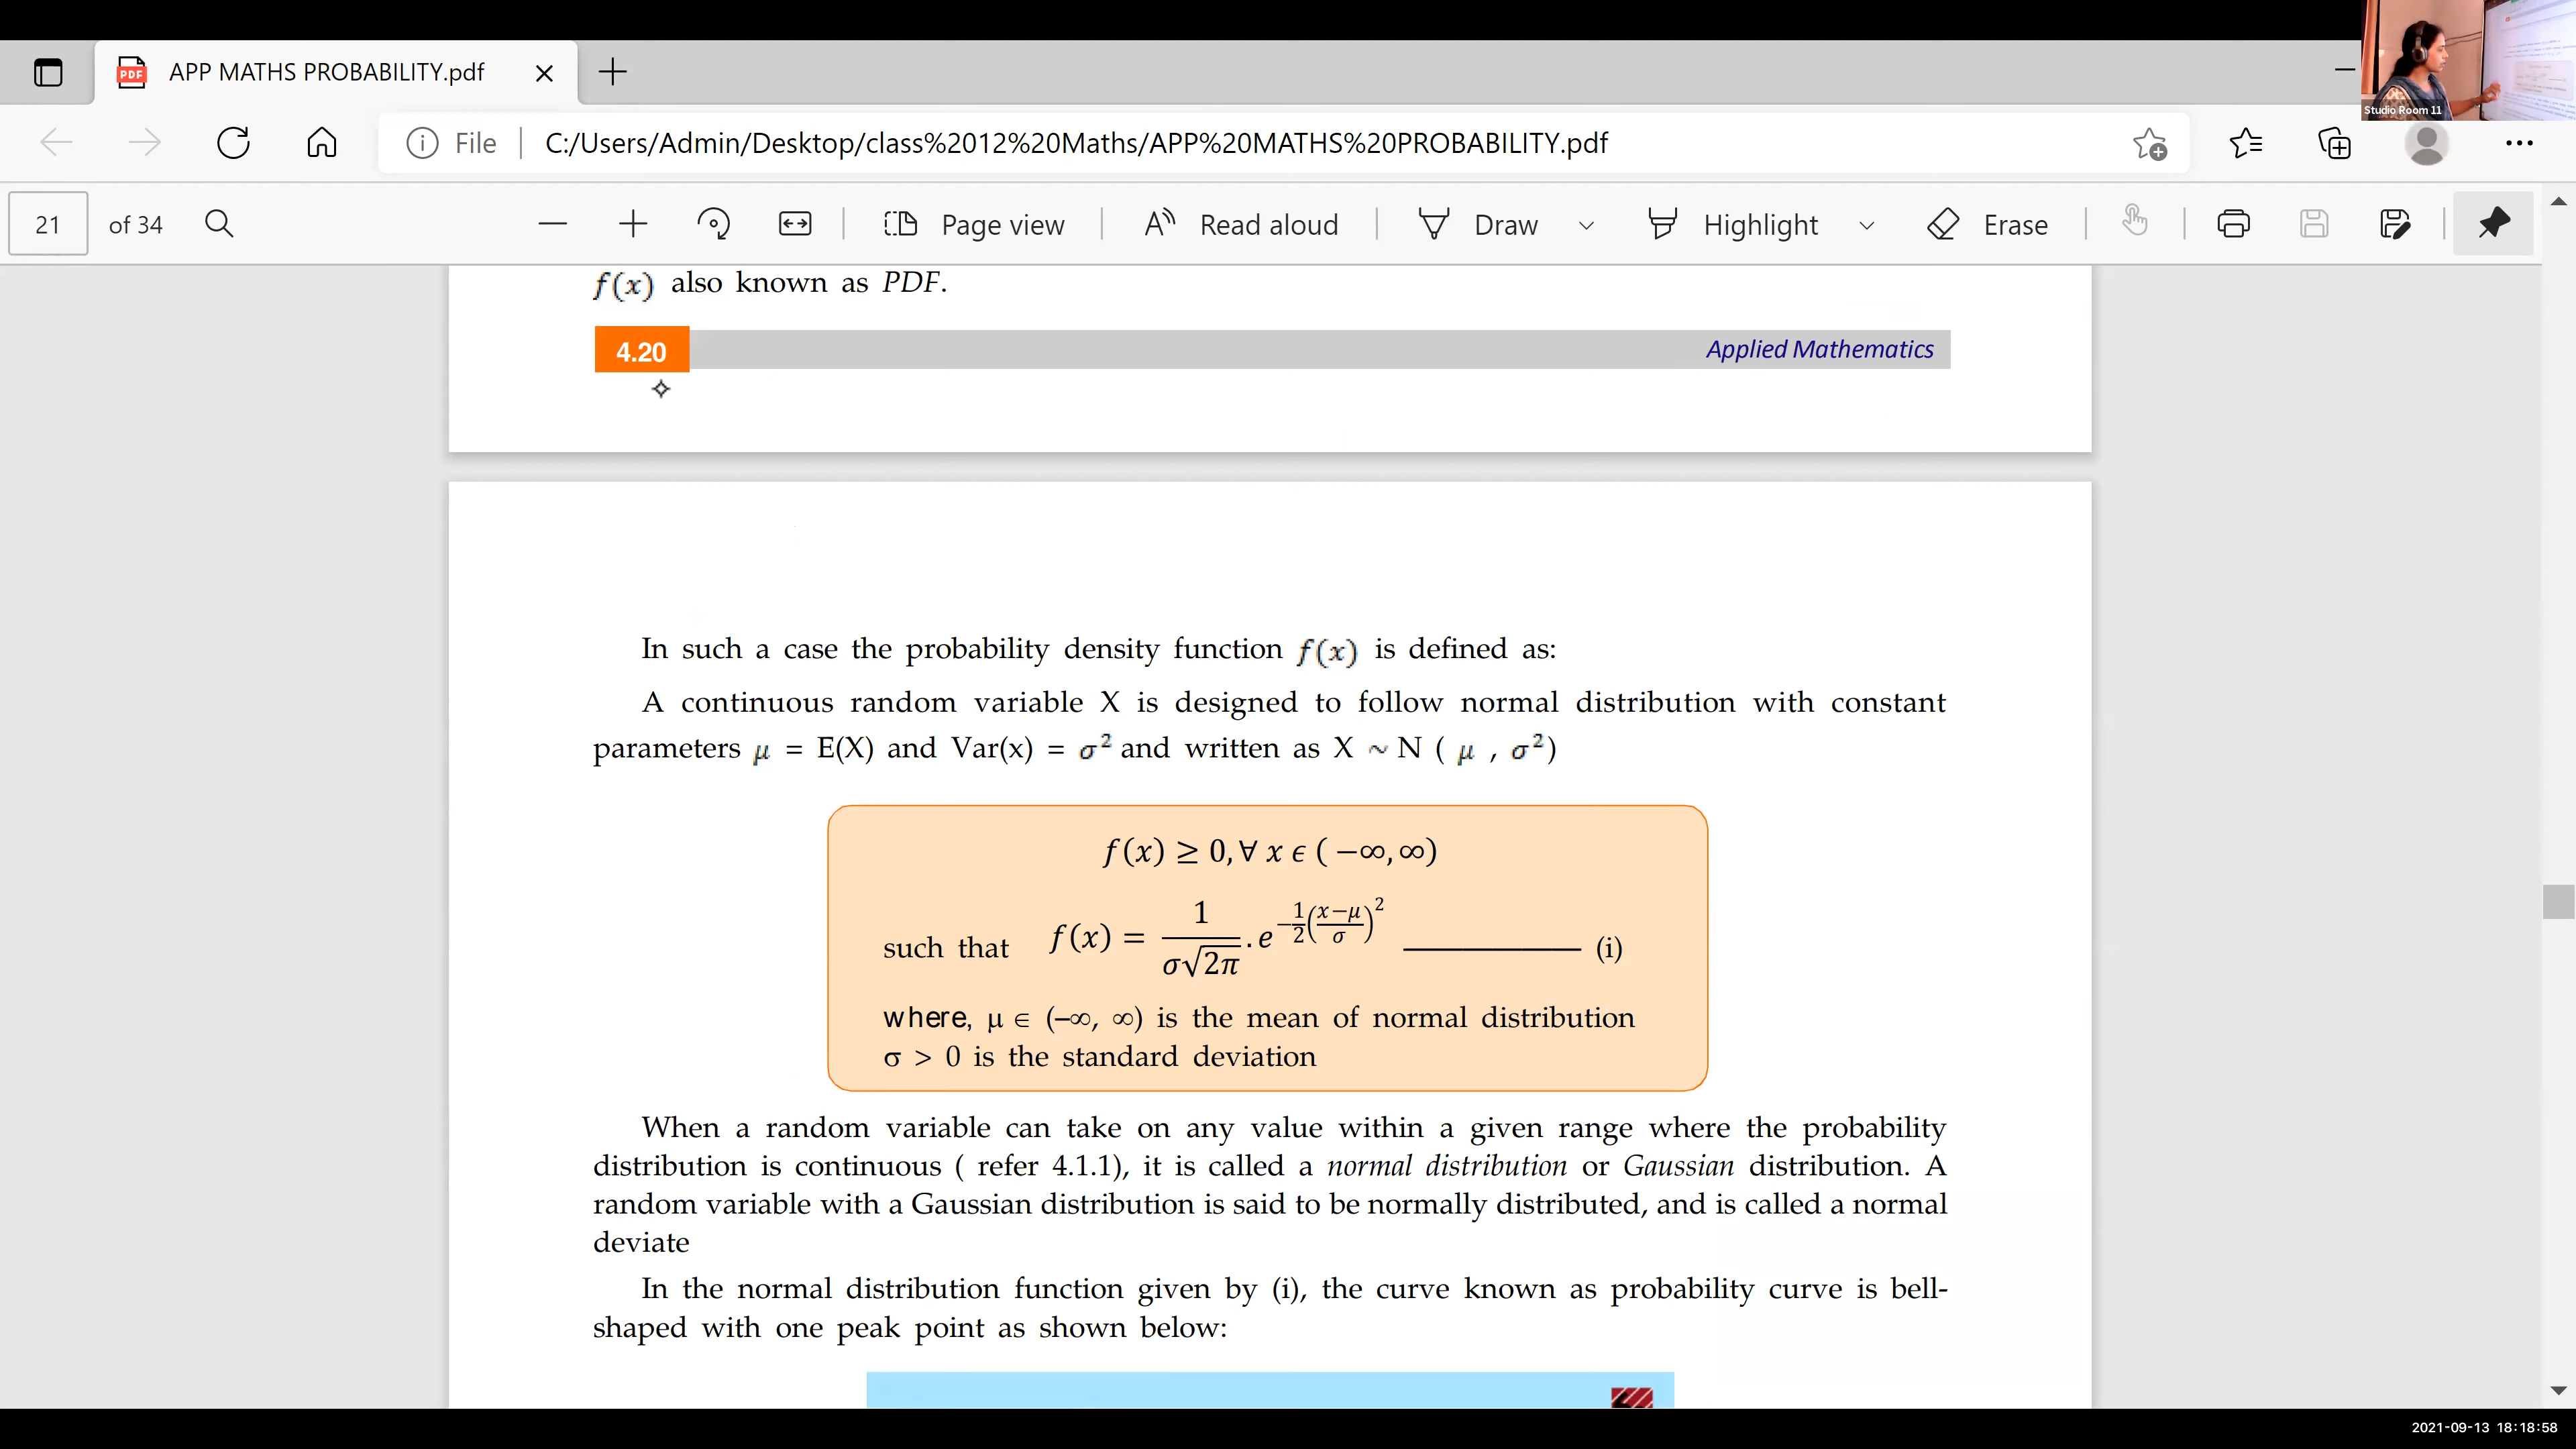 APP MATHS PROBABILITY.pdf
Studio Room 11
File C:/Users/Admin/Desktop/class%2012%20Maths/APP%20MATHS%20PROBABILITY.pdf
21 of 34 Page view Read aloud Draw Highlight Erase
f(x) also known as PDF.
4.20 Applied Mathematics
In such a case the probability density function f(x) is defined as:
A continuous random variable X is designed to follow normal distribution with constant
parameters μ = E(X) and Var(x) = σ² and written as X ~ N ( μ , σ²)
f(x) ≥ 0, ∀ x ϵ ( −∞, ∞)
such that f(x) = 1/(σ√2π) . e^{−1/2((x−μ)/σ)²} ________ (i)
where, μ ∈ (–∞, ∞) is the mean of normal distribution
σ > 0 is the standard deviation
When a random variable can take on any value within a given range where the probability
distribution is continuous ( refer 4.1.1), it is called a normal distribution or Gaussian distribution. A
random variable with a Gaussian distribution is said to be normally distributed, and is called a normal
deviate
In the normal distribution function given by (i), the curve known as probability curve is bell-
shaped with one peak point as shown below:
2021-09-13 18:18:58